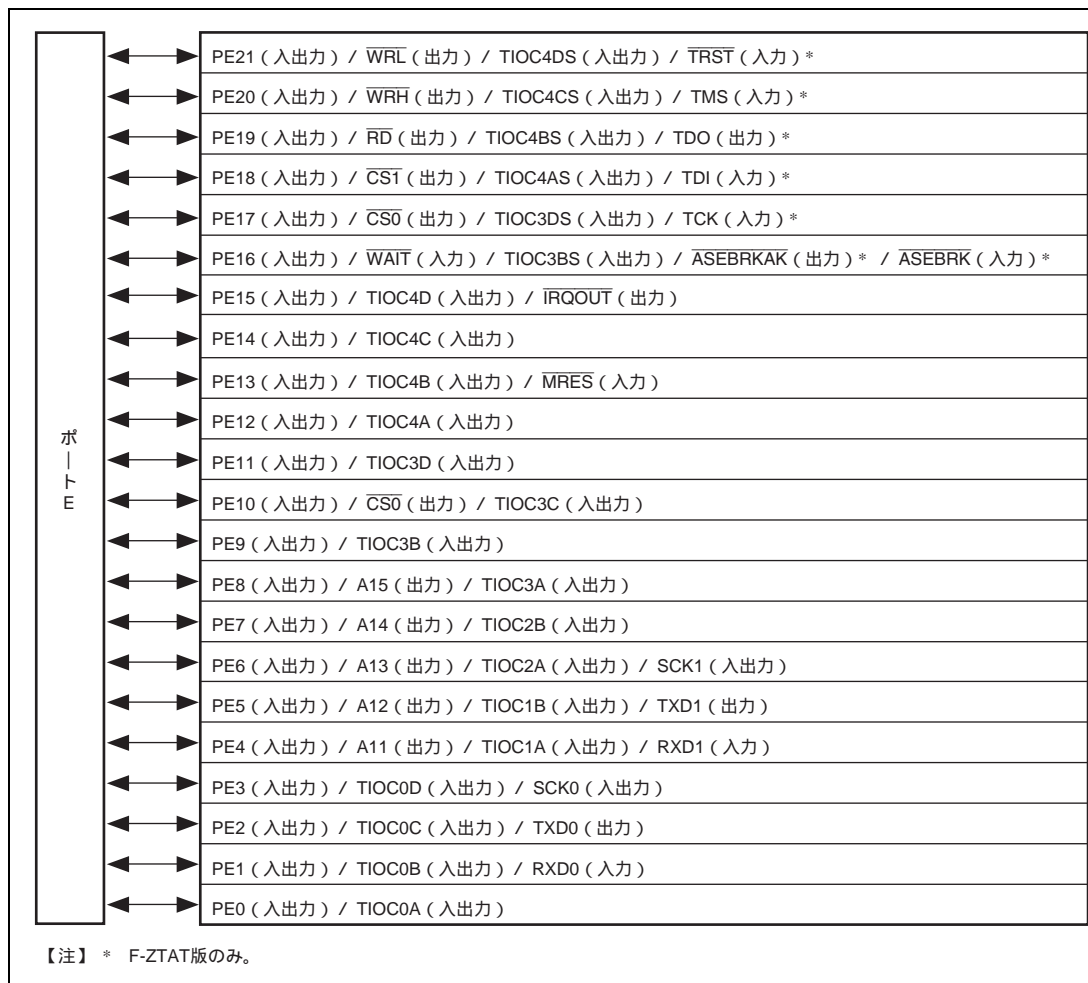 PE21（入出力）/ W̅R̅L̅（出力）/ TIOC4DS（入出力）/ T̅R̅S̅T̅（入力）*
PE20（入出力）/ W̅R̅H̅（出力）/ TIOC4CS（入出力）/ TMS（入力）*
PE19（入出力）/ R̅D̅（出力）/ TIOC4BS（入出力）/ TDO（出力）*
PE18（入出力）/ C̅S̅1̅（出力）/ TIOC4AS（入出力）/ TDI（入力）*
PE17（入出力）/ C̅S̅0̅（出力）/ TIOC3DS（入出力）/ TCK（入力）*
PE16（入出力）/ W̅A̅I̅T̅（入力）/ TIOC3BS（入出力）/ A̅S̅E̅B̅R̅K̅A̅K̅（出力）* / A̅S̅E̅B̅R̅K̅（入力）*
PE15（入出力）/ TIOC4D（入出力）/ I̅R̅Q̅O̅U̅T̅（出力）
PE14（入出力）/ TIOC4C（入出力）
PE13（入出力）/ TIOC4B（入出力）/ M̅R̅E̅S̅（入力）
PE12（入出力）/ TIOC4A（入出力）
ポートE
PE11（入出力）/ TIOC3D（入出力）
PE10（入出力）/ C̅S̅0̅（出力）/ TIOC3C（入出力）
PE9（入出力）/ TIOC3B（入出力）
PE8（入出力）/ A15（出力）/ TIOC3A（入出力）
PE7（入出力）/ A14（出力）/ TIOC2B（入出力）
PE6（入出力）/ A13（出力）/ TIOC2A（入出力）/ SCK1（入出力）
PE5（入出力）/ A12（出力）/ TIOC1B（入出力）/ TXD1（出力）
PE4（入出力）/ A11（出力）/ TIOC1A（入出力）/ RXD1（入力）
PE3（入出力）/ TIOC0D（入出力）/ SCK0（入出力）
PE2（入出力）/ TIOC0C（入出力）/ TXD0（出力）
PE1（入出力）/ TIOC0B（入出力）/ RXD0（入力）
PE0（入出力）/ TIOC0A（入出力）
【注】* F-ZTAT版のみ。